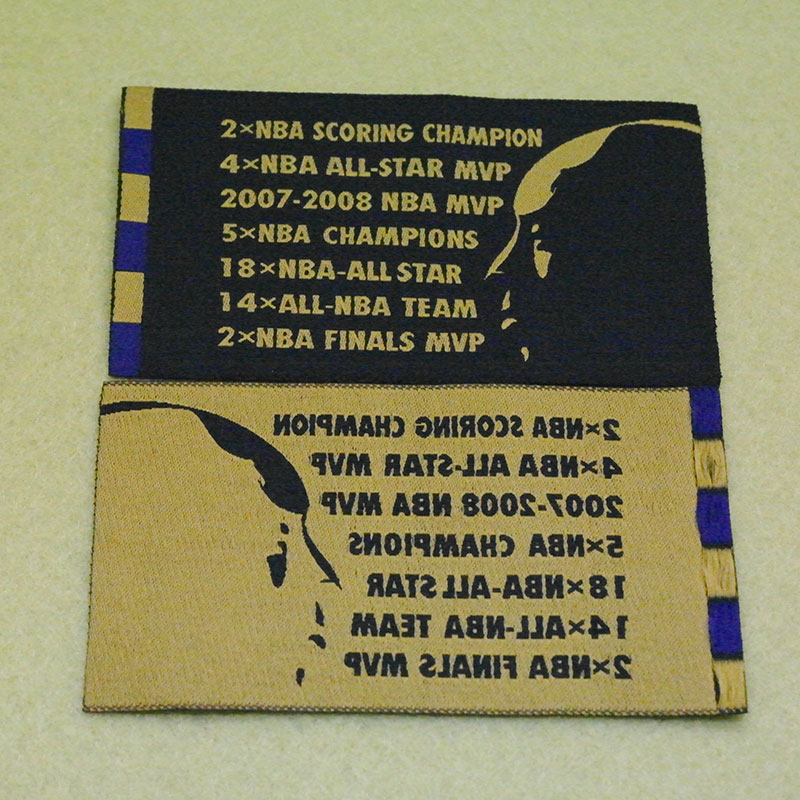 2×NBA SCORING CHAMPION
4×NBA ALL-STAR MVP
2007-2008 NBA MVP
5×NBA CHAMPIONS
18×NBA-ALL STAR
14×ALL-NBA TEAM
2×NBA FINALS MVP
2×NBA SCORING CHAMPION
4×NBA ALL-STAR MVP
2007-2008 NBA MVP
5×NBA CHAMPIONS
18×NBA-ALL STAR
14×ALL-NBA TEAM
2×NBA FINALS MVP